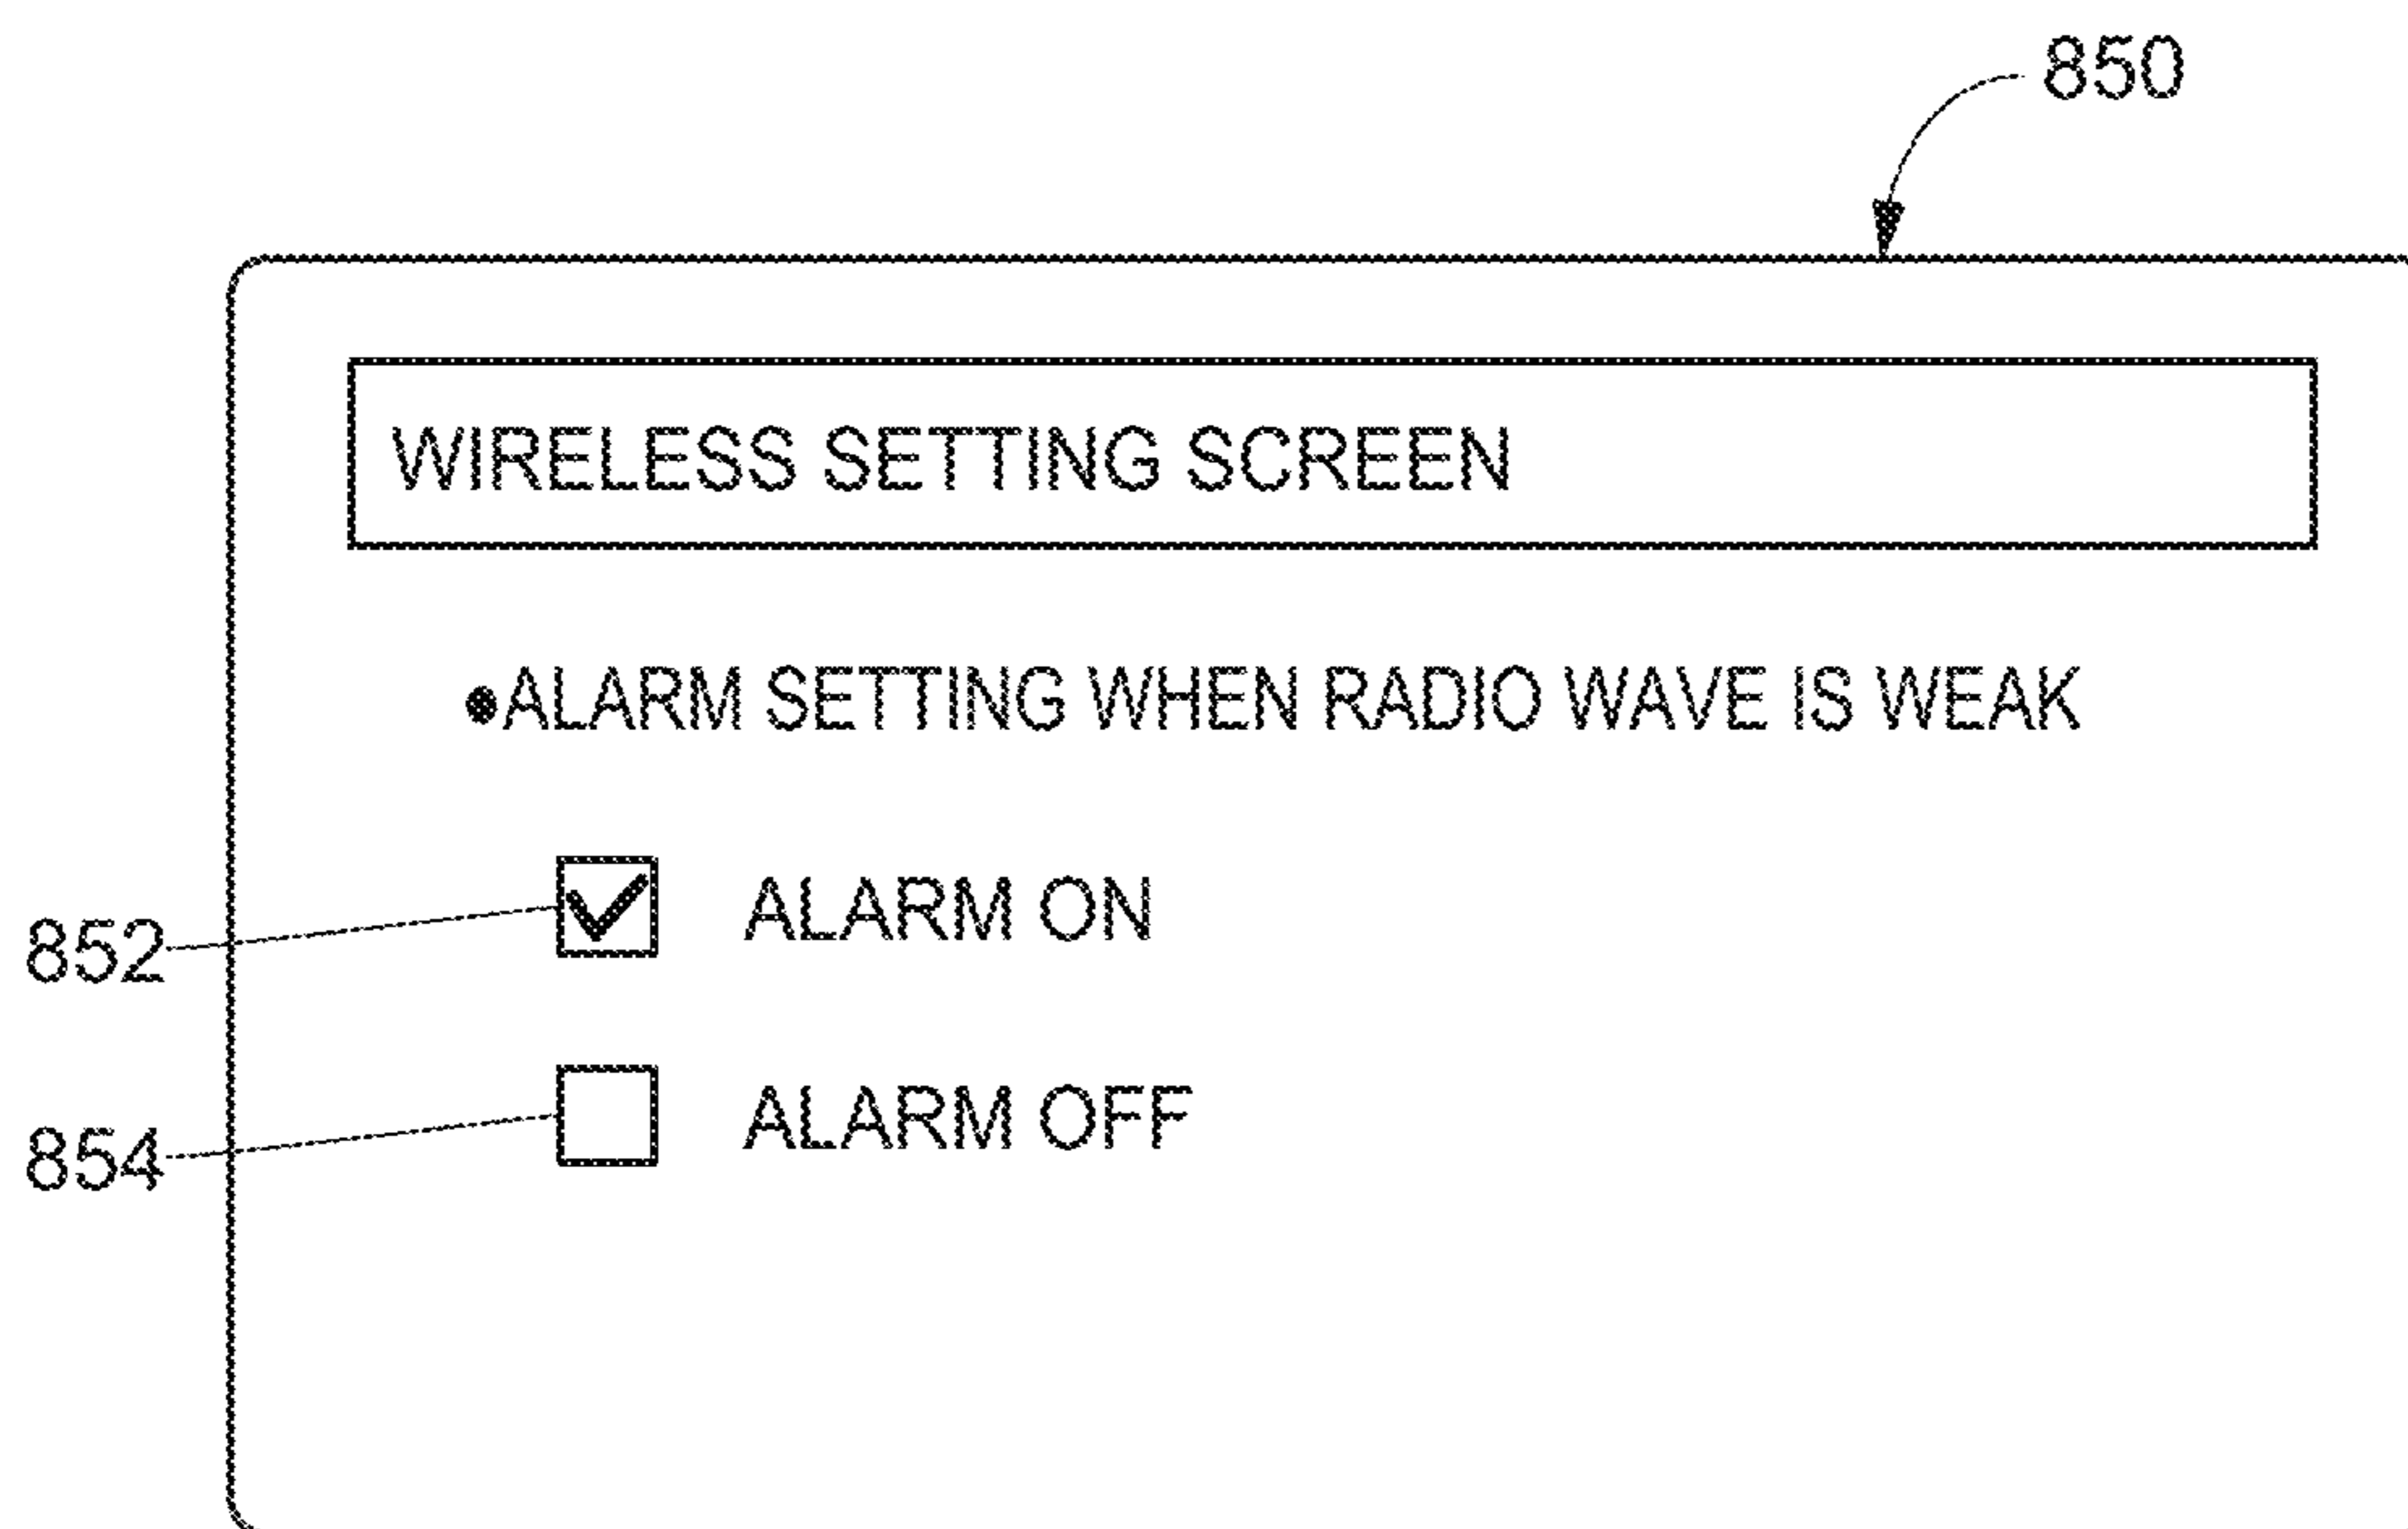 850
WIRELESS SETTING SCREEN
●ALARM SETTING WHEN RADIO WAVE IS WEAK
852 ALARM ON
854 ALARM OFF